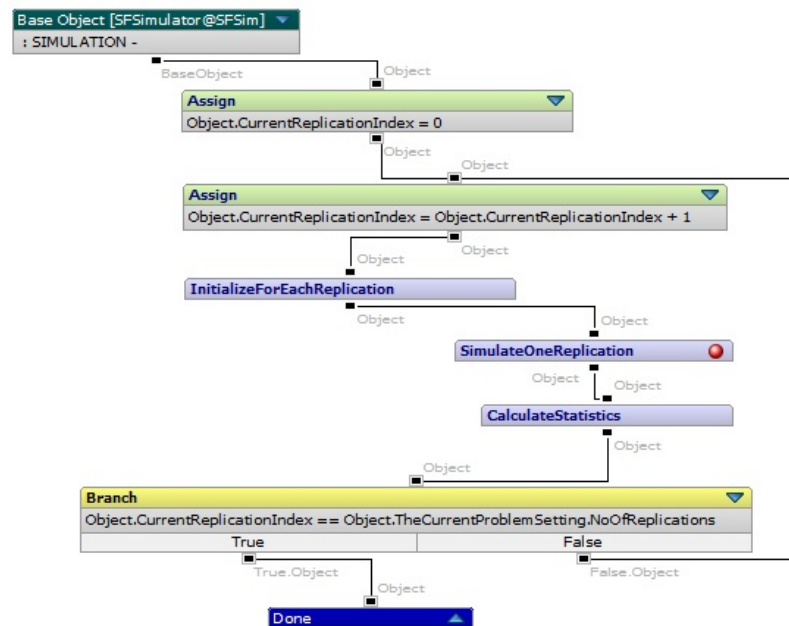 Base Object [SFSimulator@SFSim]
: SIMULATION -
BaseObject
Object
Assign
Object.CurrentReplicationIndex = 0
Object
Object
Assign
Object.CurrentReplicationIndex = Object.CurrentReplicationIndex + 1
Object
Object
InitializeForEachReplication
Object
Object
SimulateOneReplication
Object
Object
CalculateStatistics
Object
Object
Branch
Object.CurrentReplicationIndex == Object.TheCurrentProblemSetting.NoOfReplications
True False
True.Object False.Object
Object
Done